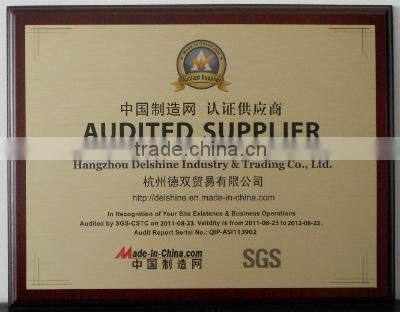 Made-in-China.com
Audited Supplier
中国制造网 认证供应商
AUDITED SUPPLIER
trade.china.cn
Hangzhou Delshine Industry & Trading Co., Ltd.
杭州德双贸易有限公司
http://delshine.en.made-in-china.com
In Recognition of Your Site Existence & Business Operations
Audited by SGS-CSTC on 2011-08-23. Validity is from 2011-08-23 to 2012-08-22.
Audit Report Serial No.: QIP-ASI113902
Made-in-China.com
中国制造网
SGS